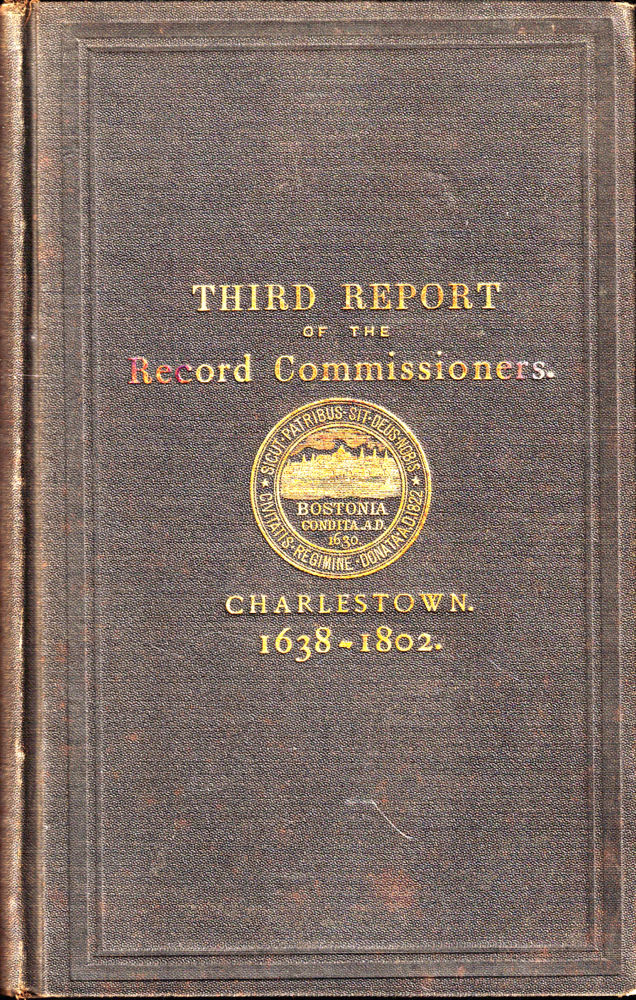 THIRD REPORT
OF THE
Record Commissioners.
SICUT·PATRIBUS·SIT·DEUS·NOBIS
BOSTONIA
CONDITA.A.D.
1630.
CIVITATIS·REGIMINE·DONATA·A.D.1822
CHARLESTOWN.
1638-1802.